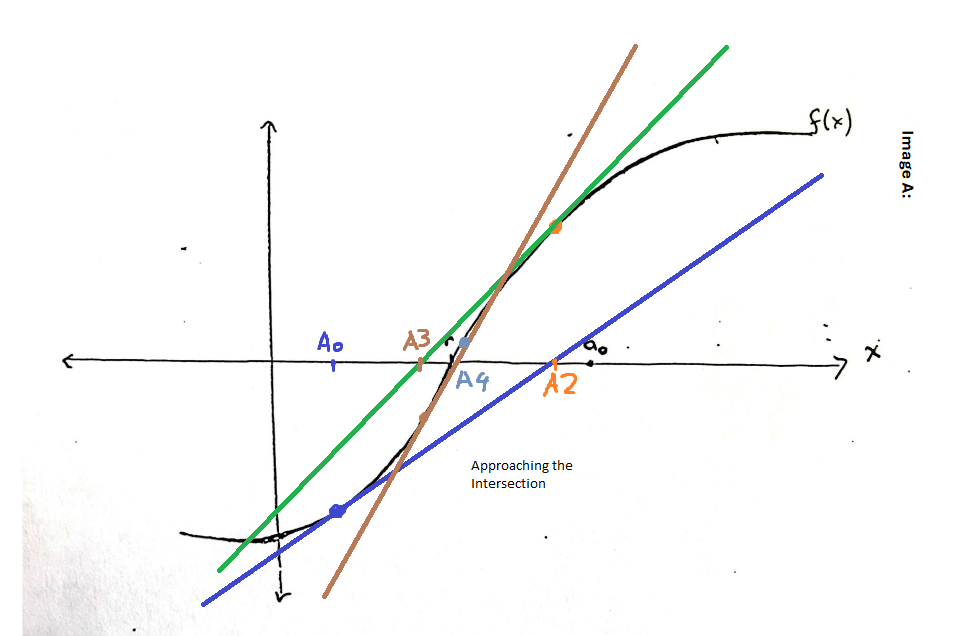 f(x)
Image A:
A0
A3
r
a0
x
A4
A2
Approaching the
Intersection